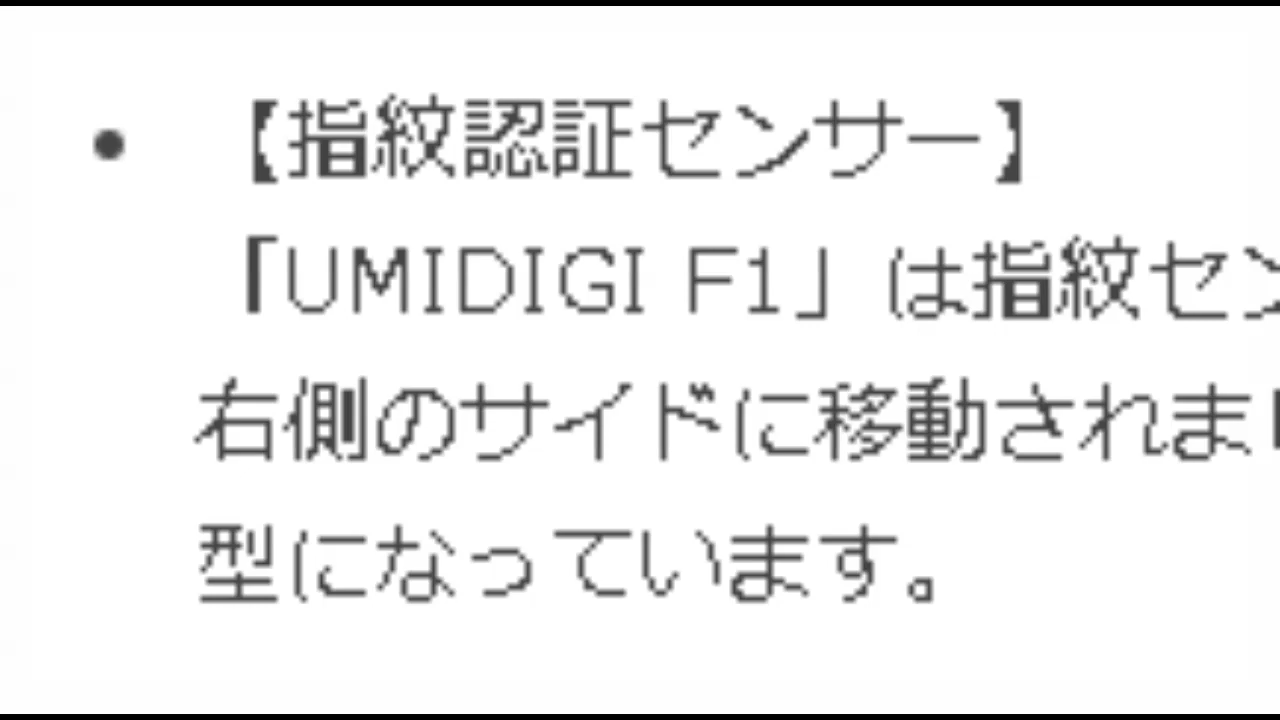 • 【指紋認証センサー】
「UMIDIGI F1」は指紋セン
右側のサイドに移動されまし
型になっています。